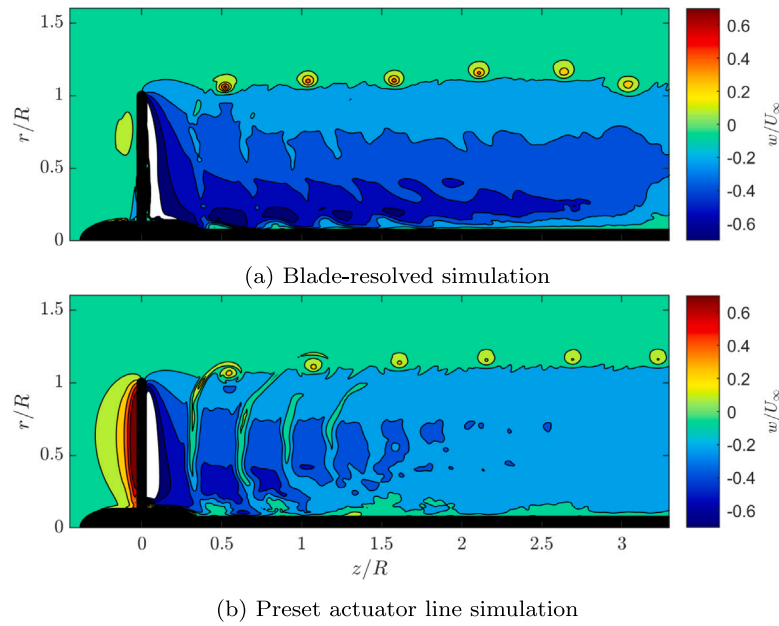 1.5
1
0.5
0
r/R
0.6
0.4
0.2
0
-0.2
-0.4
-0.6
w/U∞
(a) Blade-resolved simulation
1.5
1
0.5
0
r/R
0 0.5 1 1.5 2 2.5 3
z/R
0.6
0.4
0.2
0
-0.2
-0.4
-0.6
w/U∞
(b) Preset actuator line simulation